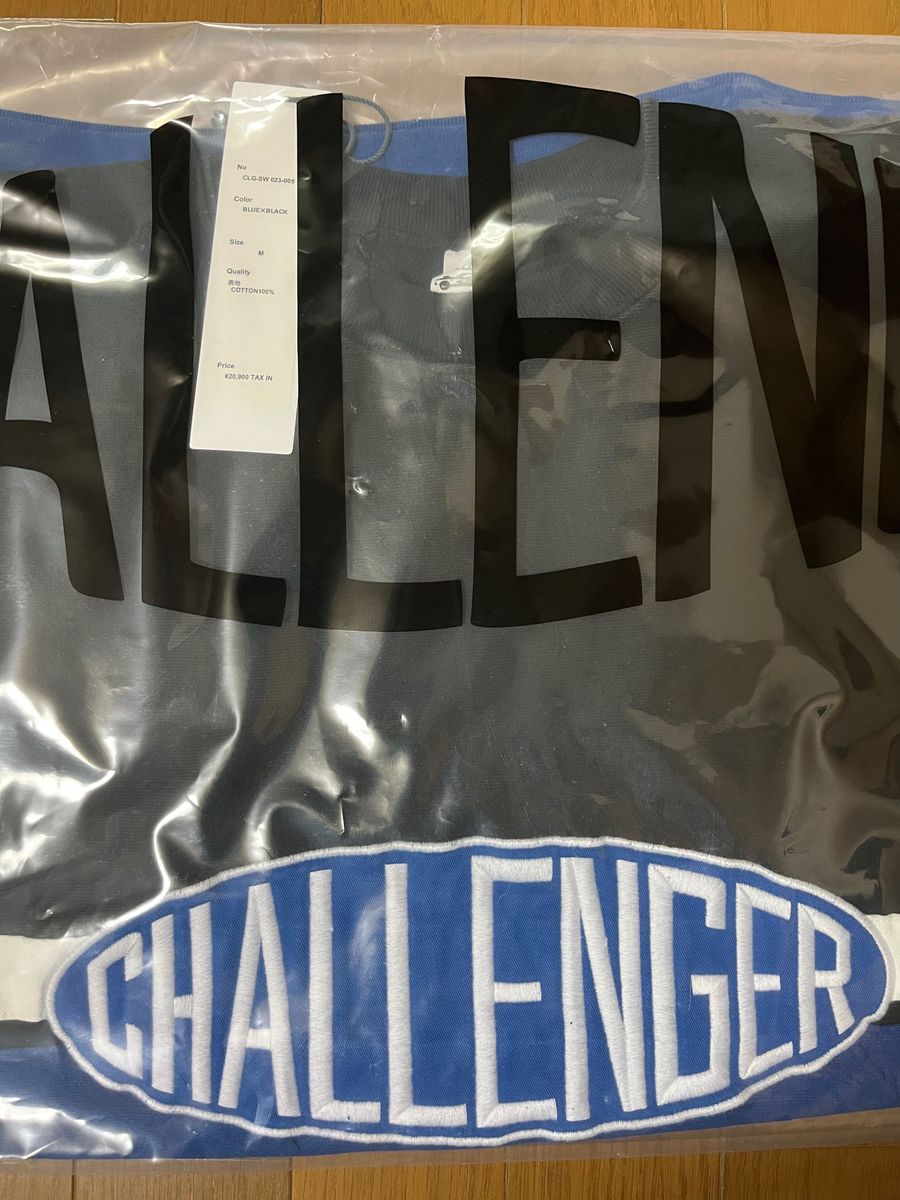 ALLEN
No
CLG-SW 023-005
Color
BLUE×BLACK
Size
M
Quality
表地
COTTON100%
Price
¥20,900 TAX IN
CHALLENGER